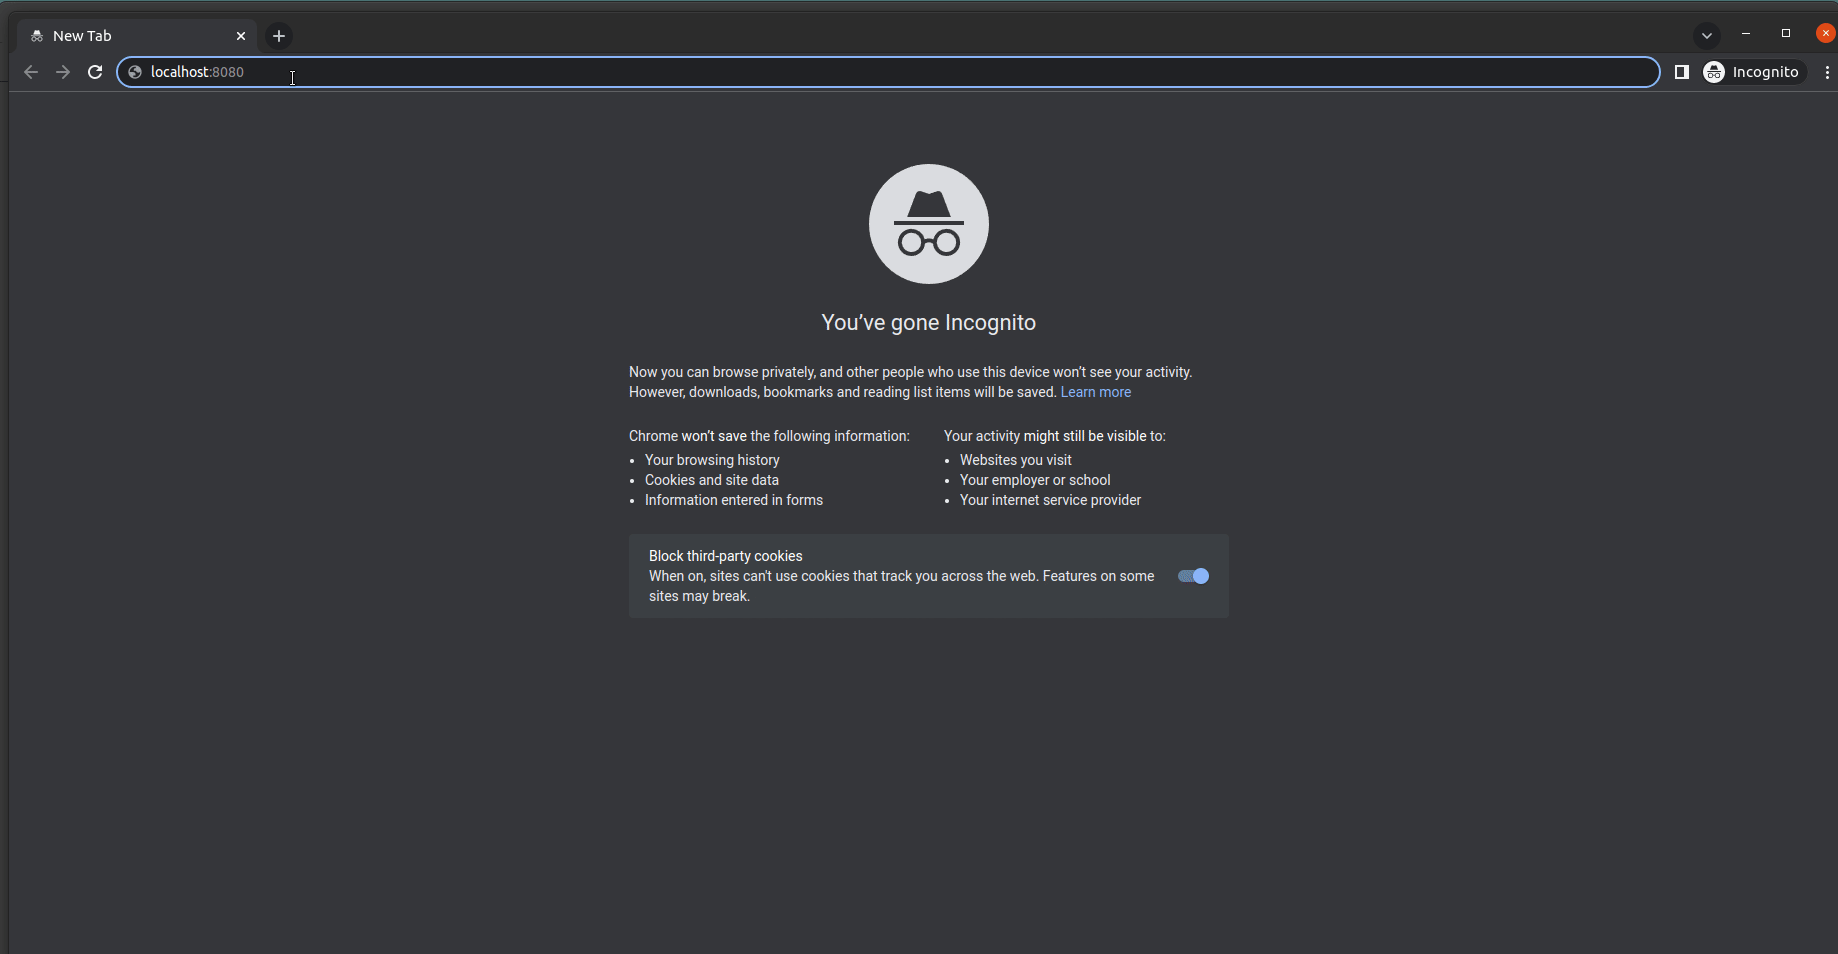 New Tab
localhost:8080
Incognito
You’ve gone Incognito
Now you can browse privately, and other people who use this device won’t see your activity.
However, downloads, bookmarks and reading list items will be saved. Learn more
Chrome won’t save the following information:
Your browsing history
Cookies and site data
Information entered in forms
Your activity might still be visible to:
Websites you visit
Your employer or school
Your internet service provider
Block third-party cookies
When on, sites can't use cookies that track you across the web. Features on some
sites may break.